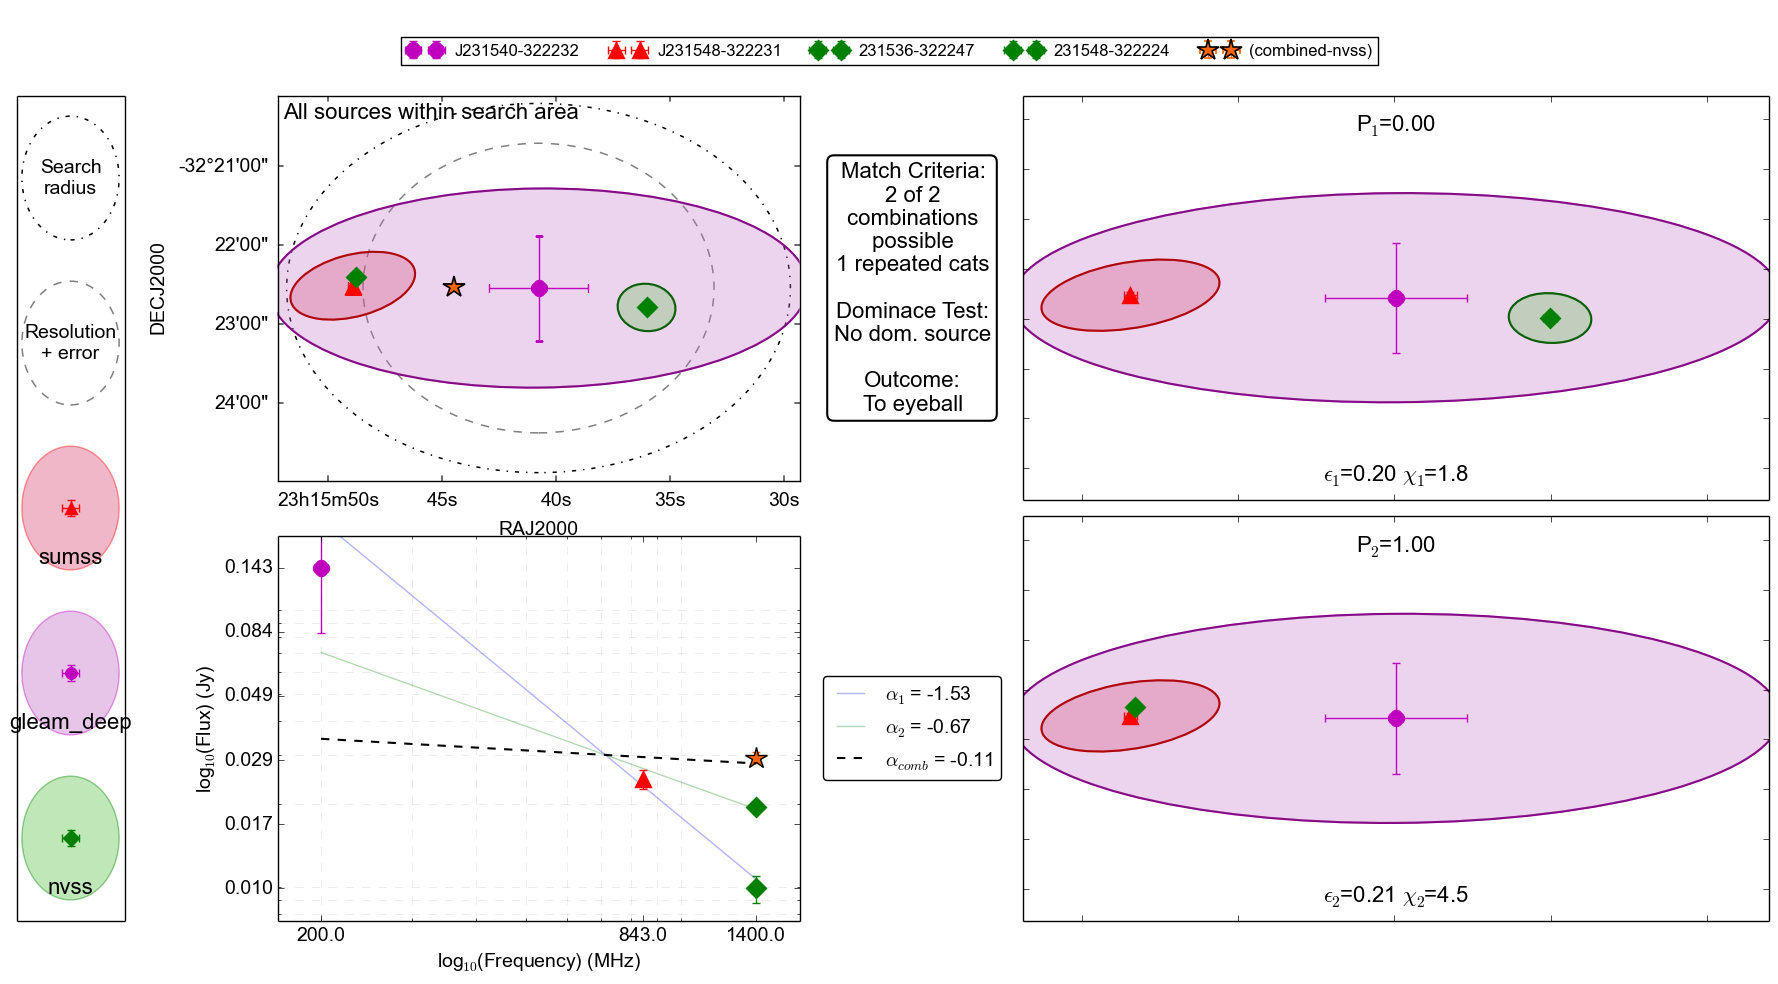 J231540-322232
J231548-322231
231536-322247
231548-322224
(combined-nvss)
Search
radius
Resolution
+ error
sumss
gleam_deep
nvss
All sources within search area
DECJ2000
-32°21'00"
22'00"
23'00"
24'00"
23h15m50s
45s
40s
35s
30s
RAJ2000
Match Criteria:
2 of 2
combinations
possible
1 repeated cats
Dominace Test:
No dom. source
Outcome:
To eyeball
P₁=0.00
ϵ₁=0.20 χ₁=1.8
P₂=1.00
ϵ₂=0.21 χ₂=4.5
log₁₀(Flux) (Jy)
0.143
0.084
0.049
0.029
0.017
0.010
200.0
843.0
1400.0
log₁₀(Frequency) (MHz)
α₁ = -1.53
α₂ = -0.67
α_comb = -0.11